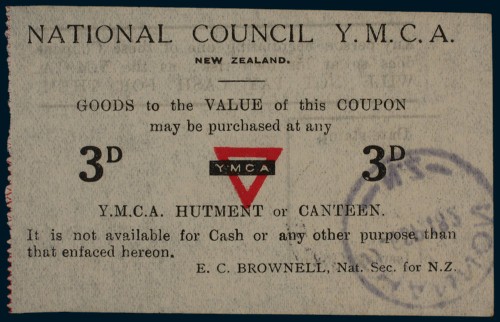 NATIONAL COUNCIL Y.M.C.A.
NEW ZEALAND.
GOODS to the VALUE of this COUPON
may be purchased at any
3D YMCA 3D
Y.M.C.A. HUTMENT or CANTEEN.
It is not available for Cash or any other purpose than
that enfaced hereon.
E. C. BROWNELL, Nat. Sec. for N.Z.